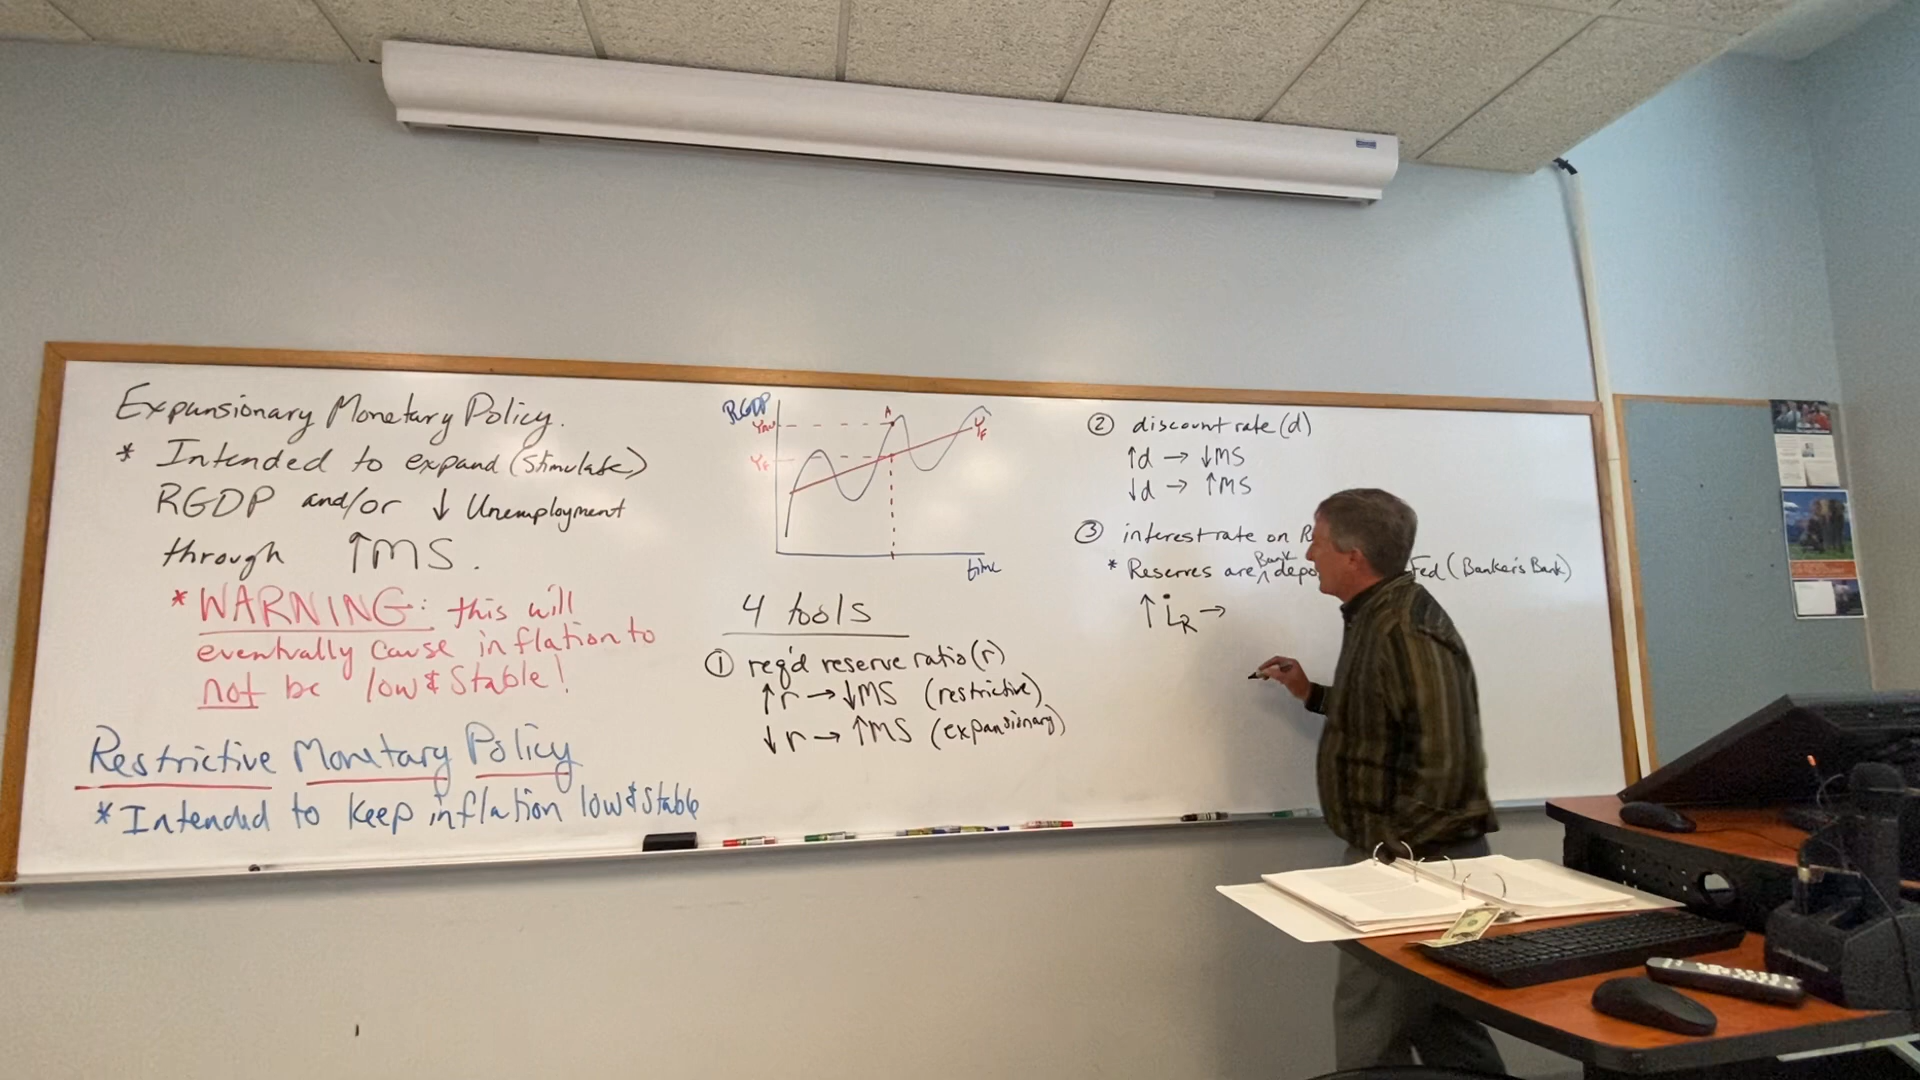 Expansionary Monetary Policy.
* Intended to expand (stimulate)
RGDP and/or ↓ Unemployment
through ↑MS.
* WARNING: this will
eventually cause inflation to
not be low & stable!
Restrictive Monetary Policy
* Intended to keep inflation low & stable
RGDP
A
YF
YF
time
4 tools
① req'd reserve ratio (r)
↑r → ↓MS (restrictive)
↓r → ↑MS (expansionary)
② discount rate (d)
↑d → ↓MS
↓d → ↑MS
③ interest rate on R
* Reserves are Bank depo Fed (Banker's Bank)
↑iR →